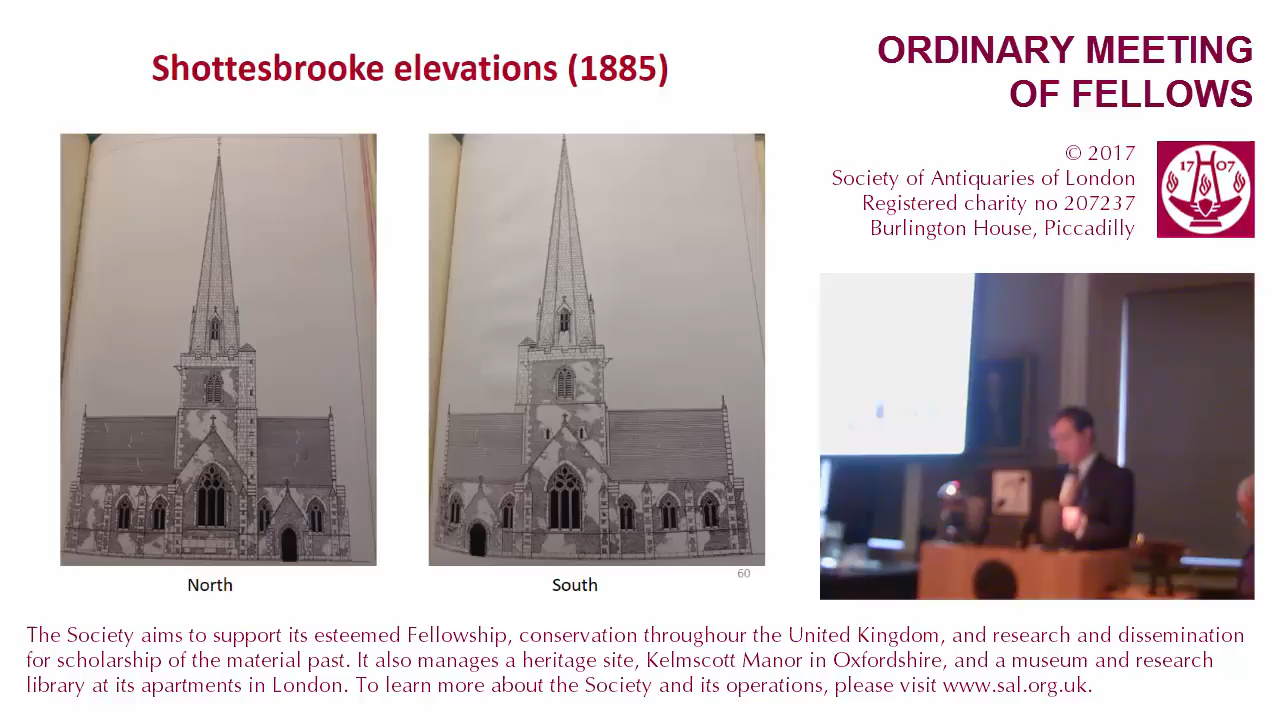 Shottesbrooke elevations (1885)
ORDINARY MEETING
OF FELLOWS
© 2017
Society of Antiquaries of London
Registered charity no 207237
Burlington House, Piccadilly
17 07
North
South
60
The Society aims to support its esteemed Fellowship, conservation throughour the United Kingdom, and research and dissemination
for scholarship of the material past. It also manages a heritage site, Kelmscott Manor in Oxfordshire, and a museum and research
library at its apartments in London. To learn more about the Society and its operations, please visit www.sal.org.uk.